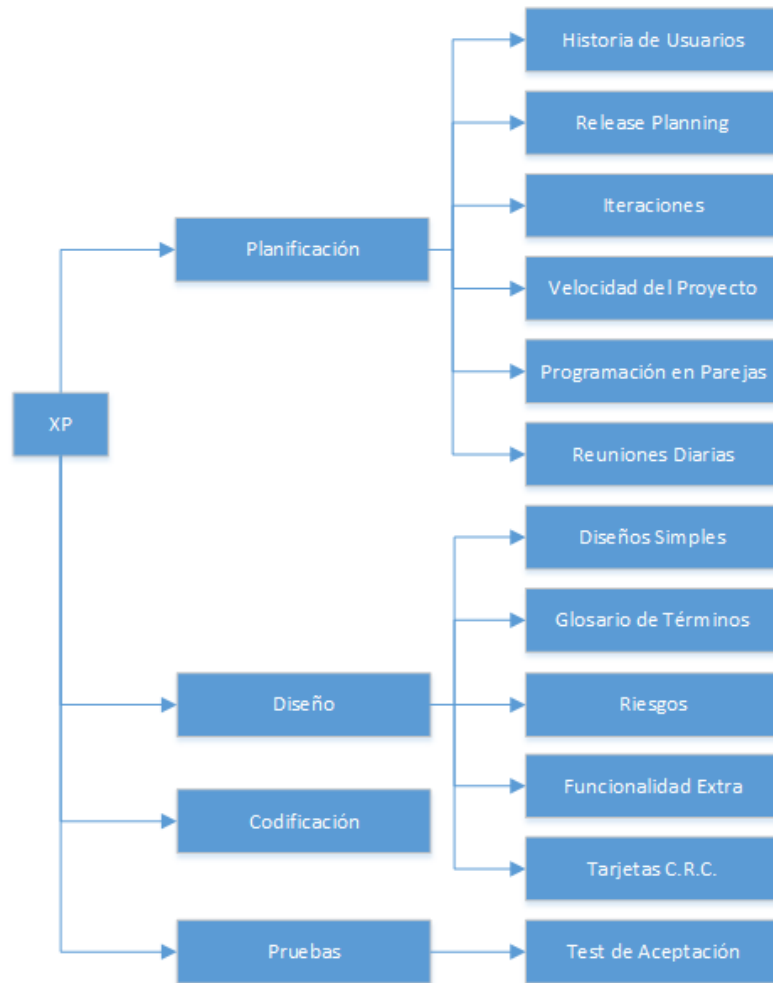 Historia de Usuarios
Release Planning
Iteraciones
Planificación
Velocidad del Proyecto
Programación en Parejas
XP
Reuniones Diarias
Diseños Simples
Glosario de Términos
Diseño
Riesgos
Funcionalidad Extra
Codificación
Tarjetas C.R.C.
Pruebas
Test de Aceptación